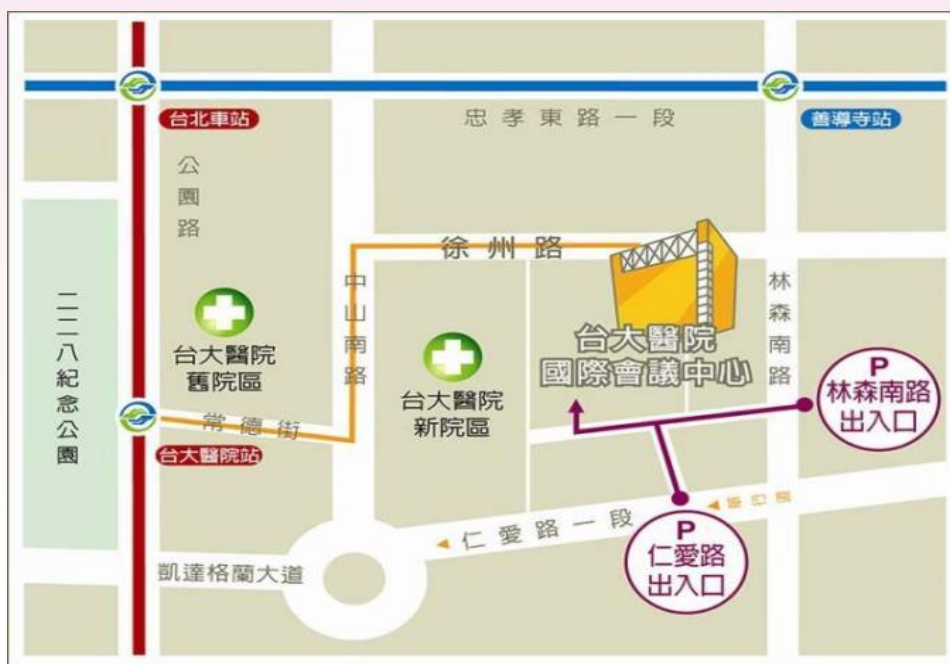 台北車站
忠孝東路一段
善導寺站
公園路
徐州路
中山南路
林森南路
二二八紀念公園
台大醫院
舊院區
台大醫院
新院區
台大醫院
國際會議中心
P
林森南路
出入口
常德街
台大醫院站
單行道
仁愛路一段
P
仁愛路
出入口
凱達格蘭大道